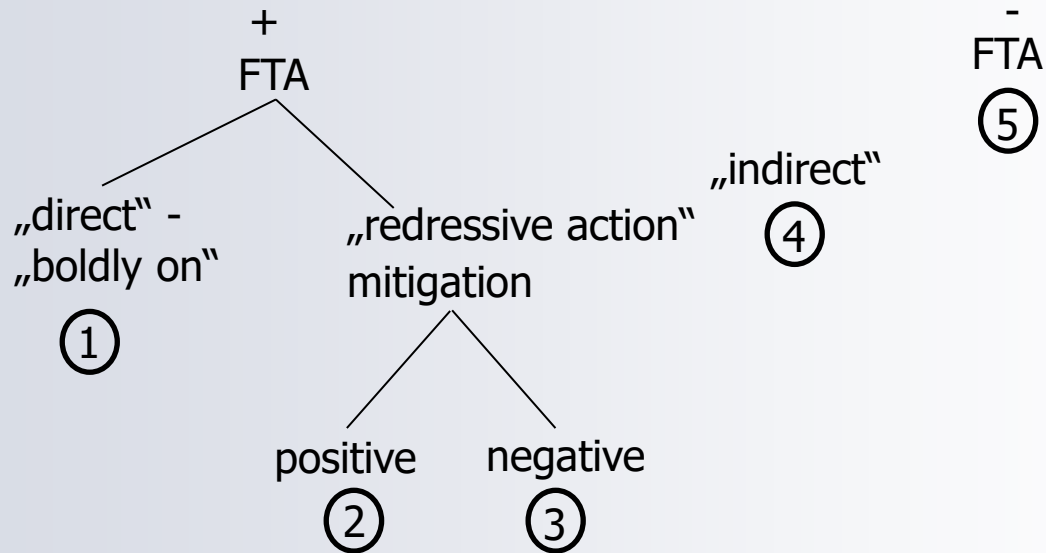 +
FTA
-
FTA
⑤
„indirect“
④
„direct“ -
„boldly on“
①
„redressive action“
mitigation
positive
②
negative
③